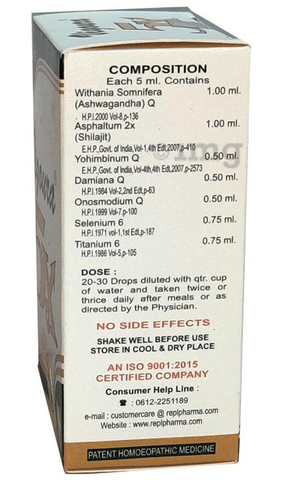 COMPOSITION
Each 5 ml. Contains
Withania Somnifera 1.00 ml.
(Ashwagandha) Q
H.P.I.2000 Vol-8,p-136
Asphaltum 2x 1.00 ml.
(Shilajit)
E.H.P.,Govt.of India,Vol-1,4th Edt,2007,p-410
Yohimbinum Q 0.50 ml.
E.H.P.,Govt.of India,Vol-4th,4th Edt,2007,p-2573
Damiana Q 0.50 ml.
H.P.I.1984 Vol-2,2nd Edt,p-63
Onosmodium Q 0.50 ml.
H.P.I.1999 Vol-7,p-100
Selenium 6 0.75 ml.
H.P.I.1971 vol-1,1st Edt,p-187
Titanium 6 0.75 ml.
H.P.I.1986 Vol-5,p-105
DOSE :
20-30 Drops diluted with qtr. cup
of water and taken twice or
thrice daily after meals or as
directed by the Physician.
NO SIDE EFFECTS
SHAKE WELL BEFORE USE
STORE IN COOL & DRY PLACE
AN ISO 9001:2015
CERTIFIED COMPANY
Consumer Help Line :
☎ : 0612-2251189
e-mail : customercare @ replpharma.com
Website : www.replpharma.com
PATENT HOMOEOPATHIC MEDICINE